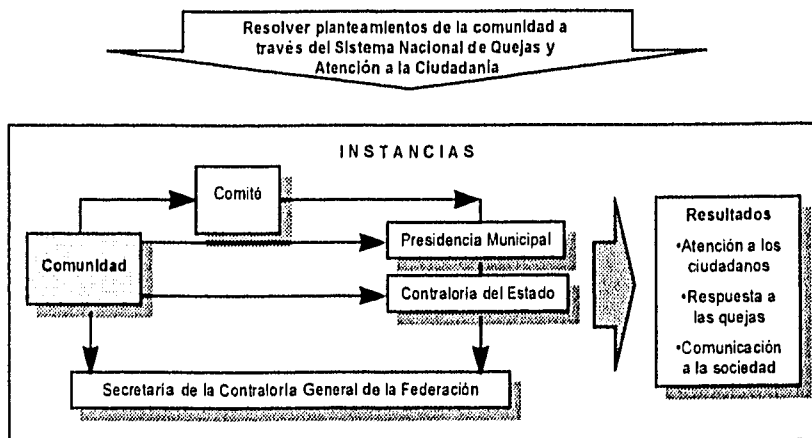 Resolver planteamientos de la comunidad a
través del Sistema Nacional de Quejas y
Atención a la Ciudadanía
INSTANCIAS
Comitó
Comunidad
Presidencia Municipal
Contraloría del Estado
Secretaría de la Contraloría General de la Federación
Resultados
•Atención a los
ciudadanos
•Respuesta a
las quejas
•Comunicación
a la sociedad